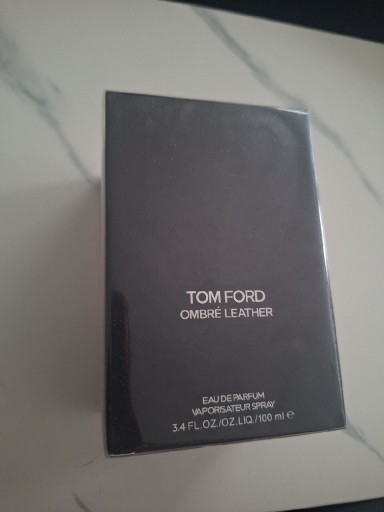 TOM FORD
OMBRÉ LEATHER
EAU DE PARFUM
VAPORISATEUR SPRAY
3.4 FL.OZ./OZ.LIQ./100 ml ℮